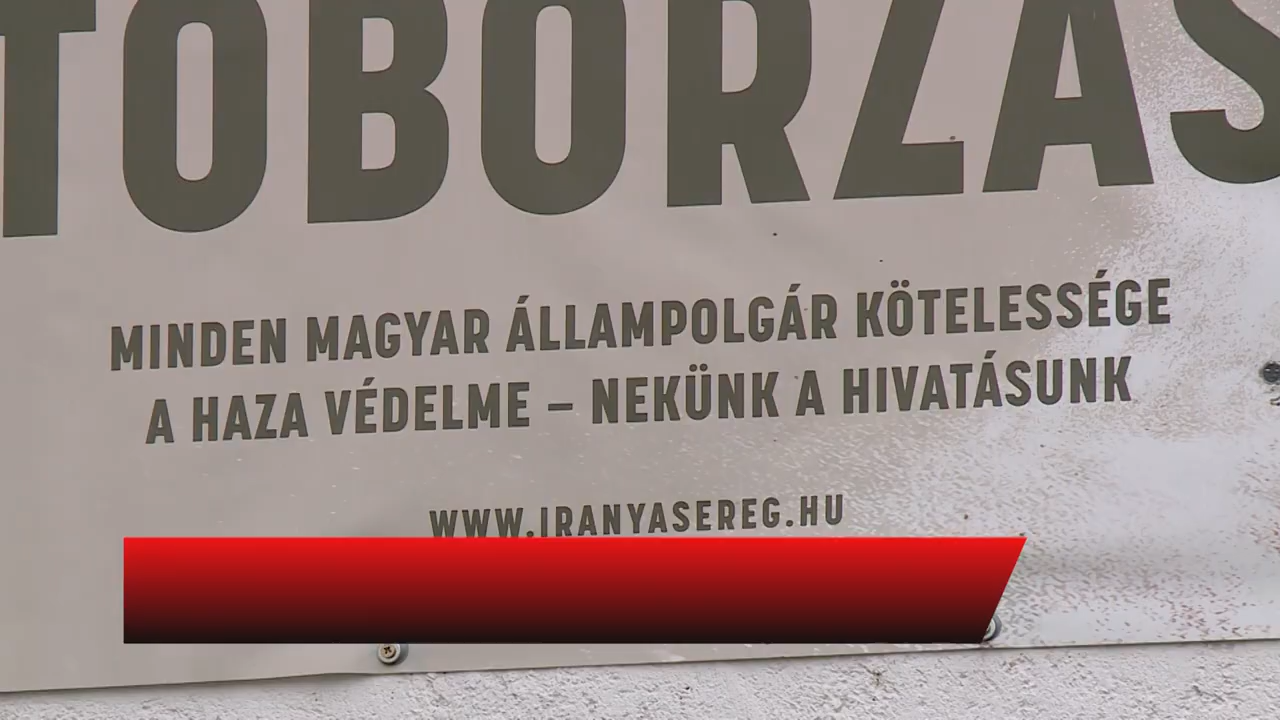 TOBORZÁS
MINDEN MAGYAR ÁLLAMPOLGÁR KÖTELESSÉGE
A HAZA VÉDELME – NEKÜNK A HIVATÁSUNK
WWW.IRANYASEREG.HU